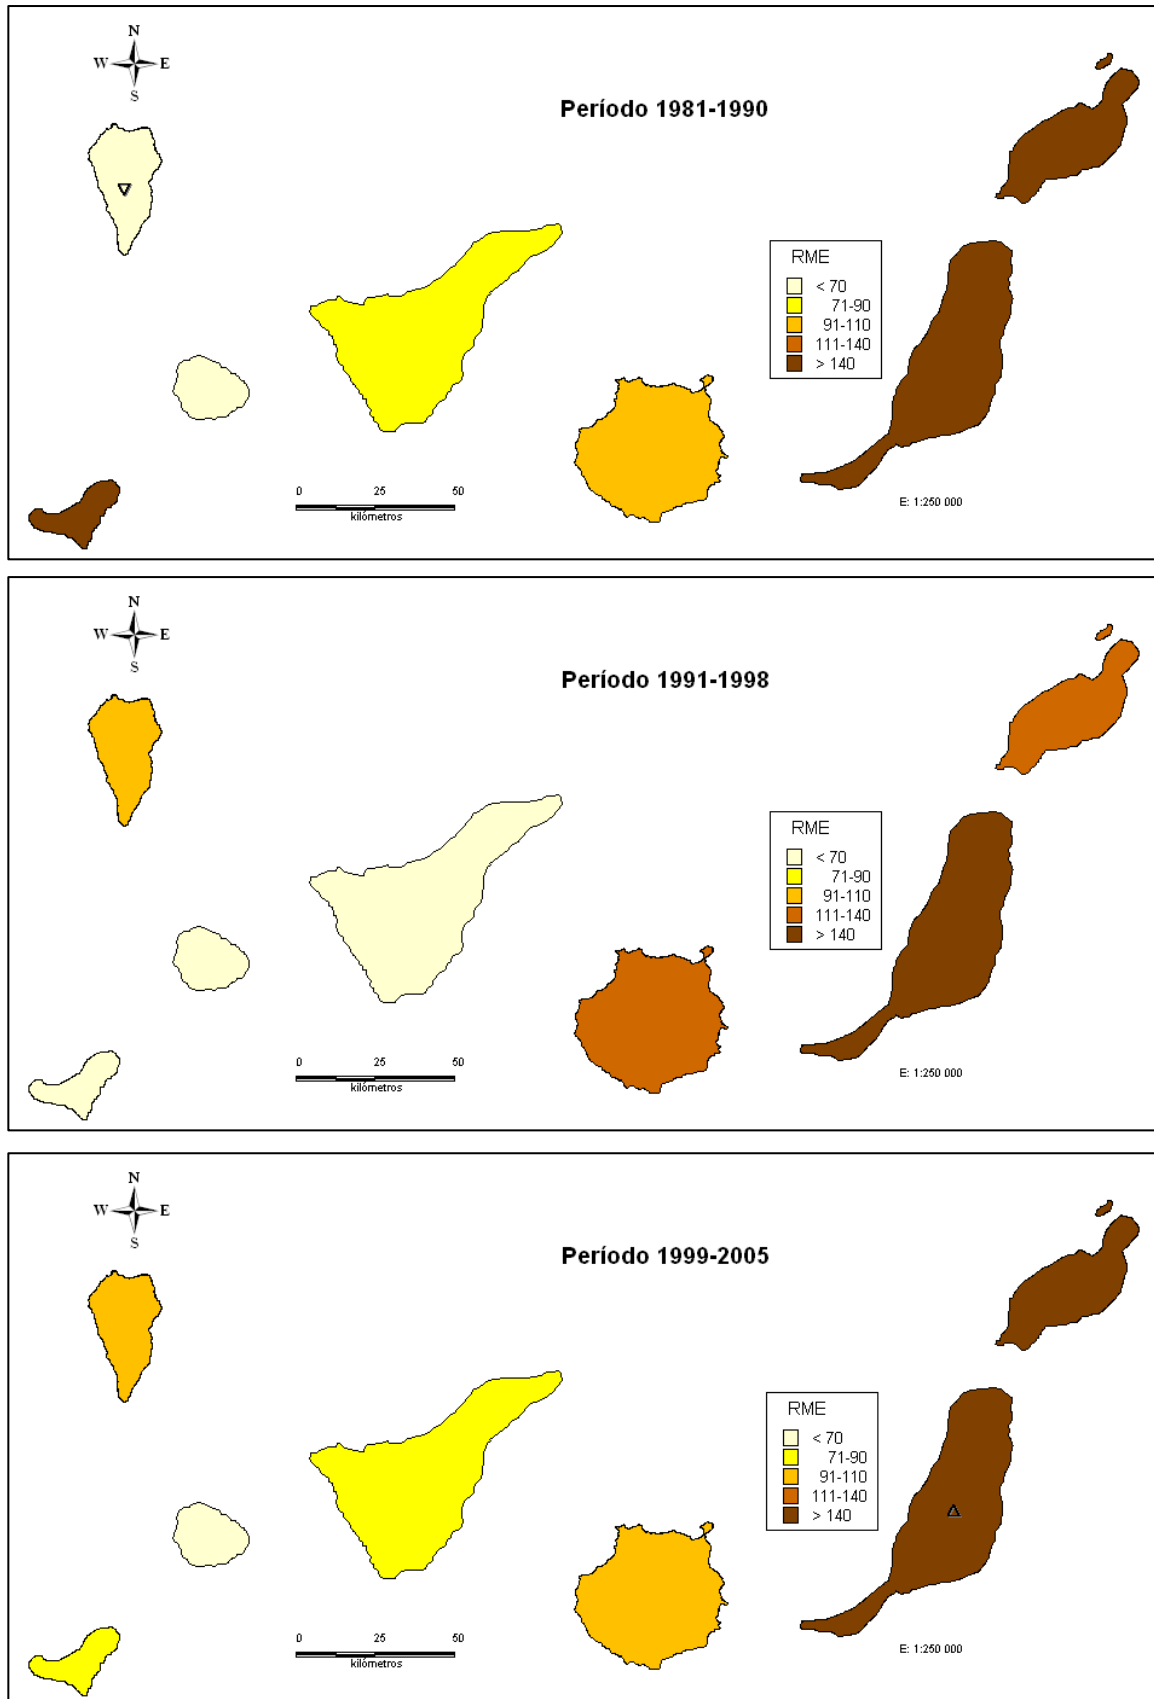 N
W E
S
Período 1981-1990
RME
< 70
71-90
91-110
111-140
> 140
0 25 50
kilómetros
E: 1:250 000
N
W E
S
Período 1991-1998
RME
< 70
71-90
91-110
111-140
> 140
0 25 50
kilómetros
E: 1:250 000
N
W E
S
Período 1999-2005
RME
< 70
71-90
91-110
111-140
> 140
0 25 50
kilómetros
E: 1:250 000